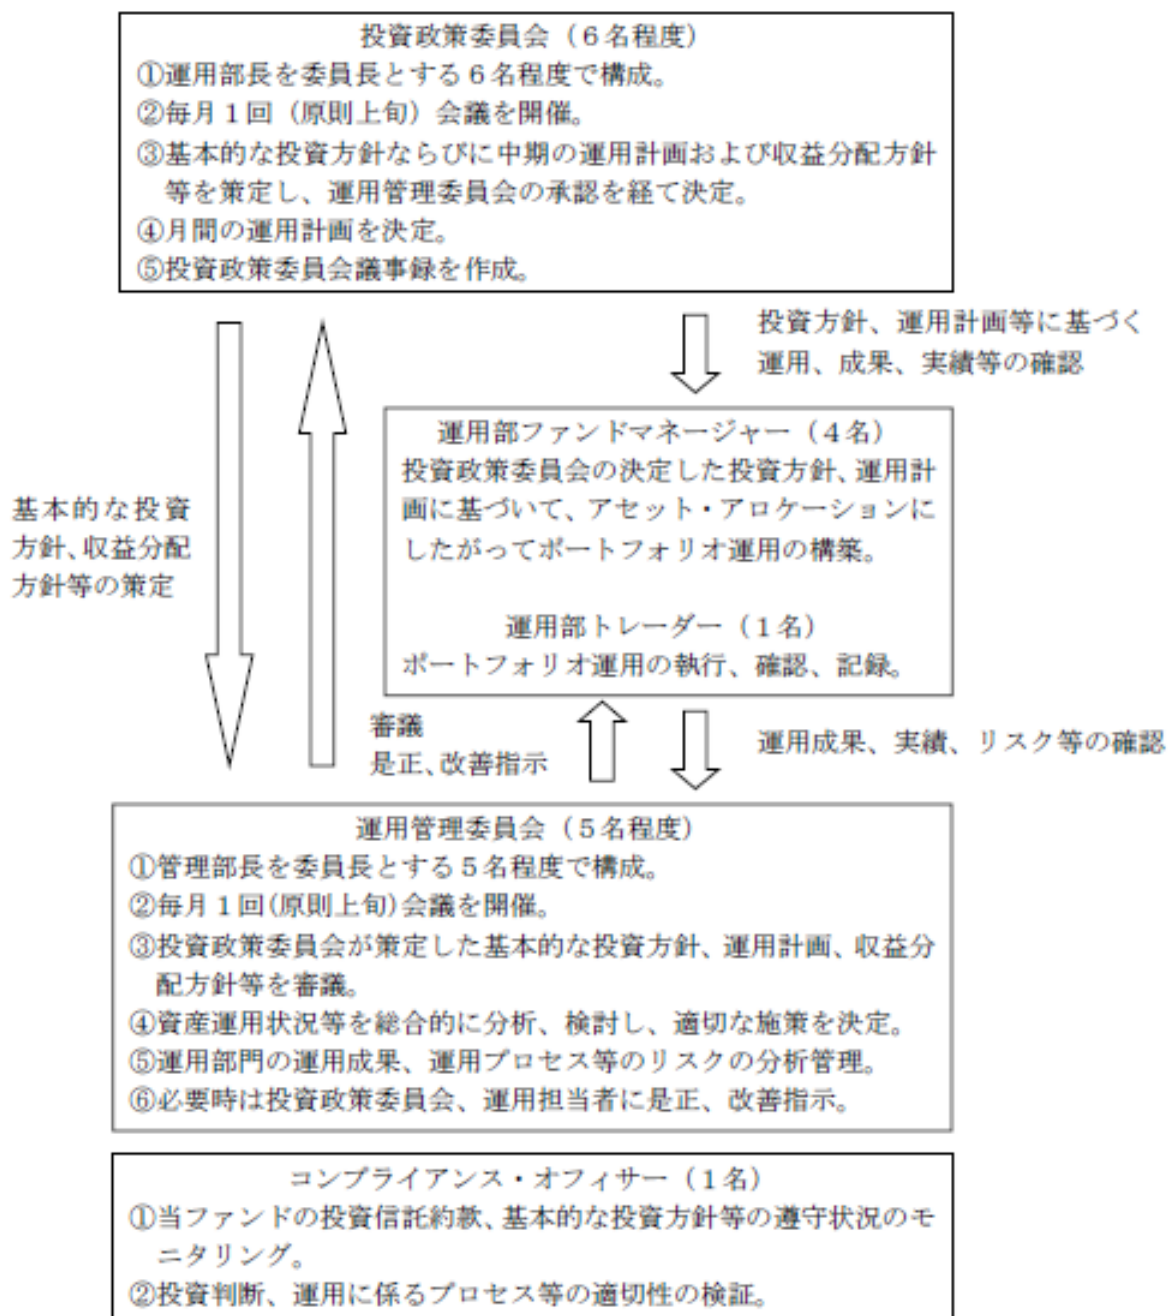 投資政策委員会（６名程度）
①運用部長を委員長とする６名程度で構成。
②毎月１回（原則上旬）会議を開催。
③基本的な投資方針ならびに中期の運用計画および収益分配方針
等を策定し、運用管理委員会の承認を経て決定。
④月間の運用計画を決定。
⑤投資政策委員会議事録を作成。
投資方針、運用計画等に基づく
運用、成果、実績等の確認
運用部ファンドマネージャー（４名）
投資政策委員会の決定した投資方針、運用計
画に基づいて、アセット・アロケーションに
したがってポートフォリオ運用の構築。
運用部トレーダー（１名）
ポートフォリオ運用の執行、確認、記録。
基本的な投資
方針、収益分配
方針等の策定
審議
是正、改善指示
運用成果、実績、リスク等の確認
運用管理委員会（５名程度）
①管理部長を委員長とする５名程度で構成。
②毎月１回(原則上旬)会議を開催。
③投資政策委員会が策定した基本的な投資方針、運用計画、収益分
配方針等を審議。
④資産運用状況等を総合的に分析、検討し、適切な施策を決定。
⑤運用部門の運用成果、運用プロセス等のリスクの分析管理。
⑥必要時は投資政策委員会、運用担当者に是正、改善指示。
コンプライアンス・オフィサー（１名）
①当ファンドの投資信託約款、基本的な投資方針等の遵守状況のモ
ニタリング。
②投資判断、運用に係るプロセス等の適切性の検証。